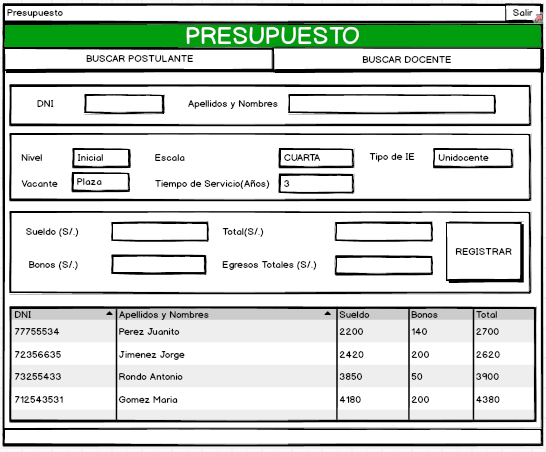 Presupuesto Salir
PRESUPUESTO
BUSCAR POSTULANTE BUSCAR DOCENTE
DNI Apellidos y Nombres
Nivel Inicial Escala CUARTA Tipo de IE Unidocente
Vacante Plaza Tiempo de Servicio(Años) 3
Sueldo (S/.) Total(S/.)
REGISTRAR
Bonos (S/.) Egresos Totales (S/.)
DNI Apellidos y Nombres Sueldo Bonos Total
77755534 Perez Juanito 2200 140 2700
72356635 Jimenez Jorge 2420 200 2620
73255433 Rondo Antonio 3850 50 3900
712543531 Gomez Maria 4180 200 4380